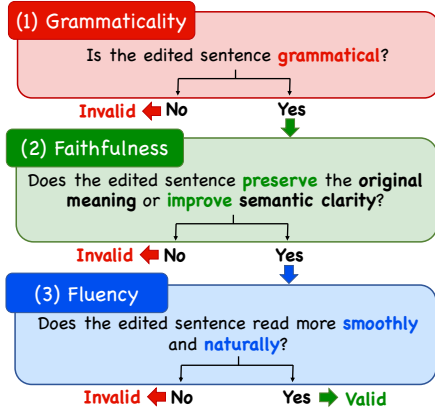 (1) Grammaticality
Is the edited sentence grammatical?
Invalid No Yes
(2) Faithfulness
Does the edited sentence preserve the original
meaning or improve semantic clarity?
Invalid No Yes
(3) Fluency
Does the edited sentence read more smoothly
and naturally?
Invalid No Yes Valid